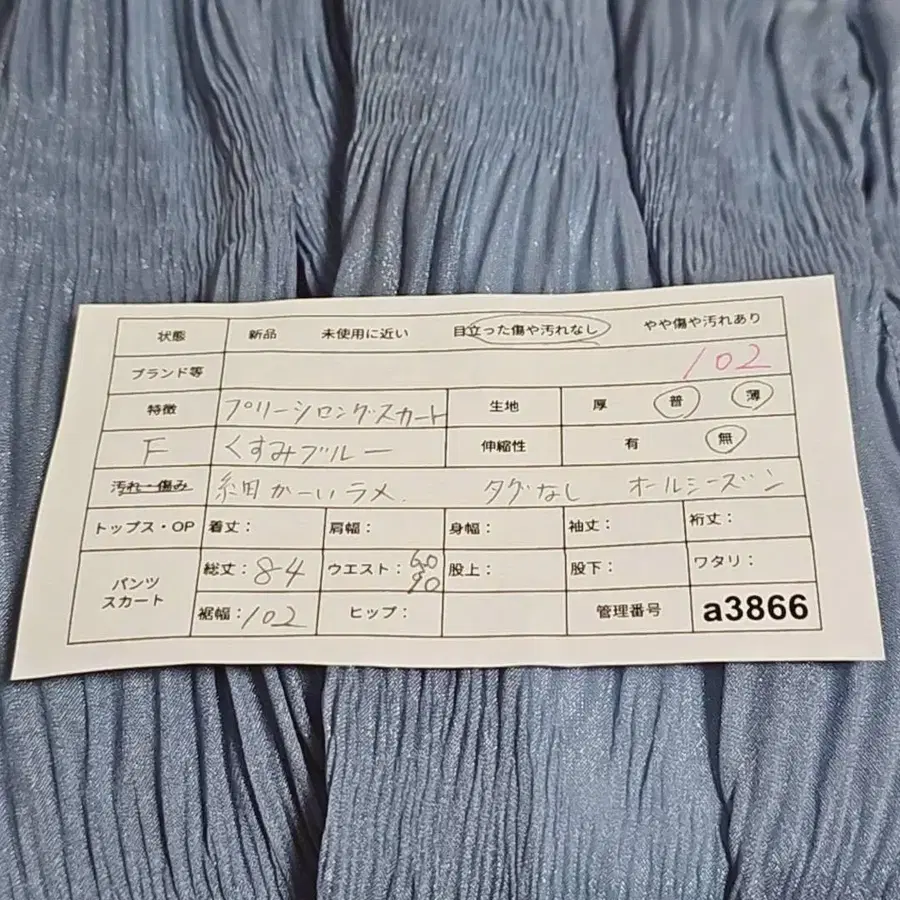 状態 新品 未使用に近い 目立った傷や汚れなし やや傷や汚れあり
ブランド等 102
特徴 プリーシロングスカート 生地 厚 普 薄
F くすみブルー 伸縮性 有 無
汚れ・傷み 細かーいラメ. タグなし オールシーズン
トップス・OP 着丈: 肩幅: 身幅: 袖丈: 裄丈:
パンツ スカート 総丈:84 ウエスト:60 90 股上: 股下: ワタリ:
裾幅:102 ヒップ: 管理番号 a3866